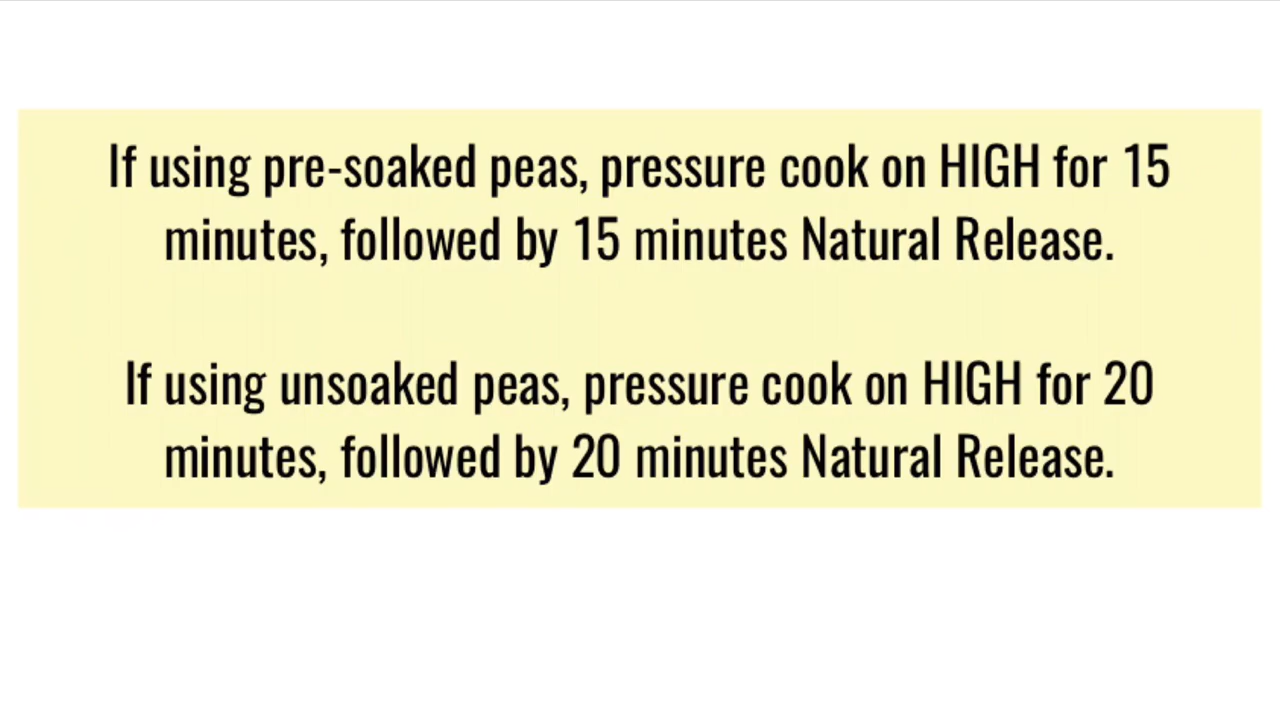 If using pre-soaked peas, pressure cook on HIGH for 15
minutes, followed by 15 minutes Natural Release.
If using unsoaked peas, pressure cook on HIGH for 20
minutes, followed by 20 minutes Natural Release.